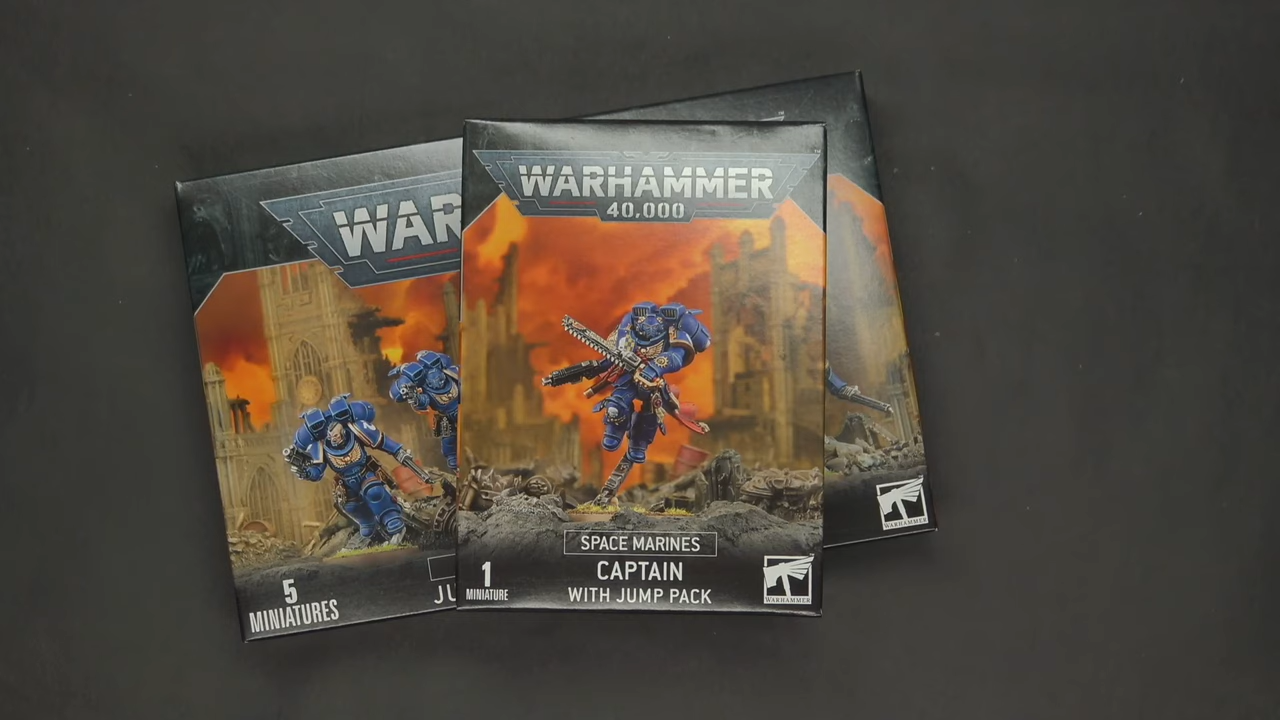 WARHAMMER
40,000
SPACE MARINES
CAPTAIN
WITH JUMP PACK
1
MINIATURE
WARHAMMER
WAR
5
MINIATURES
JU
WARHAMMER